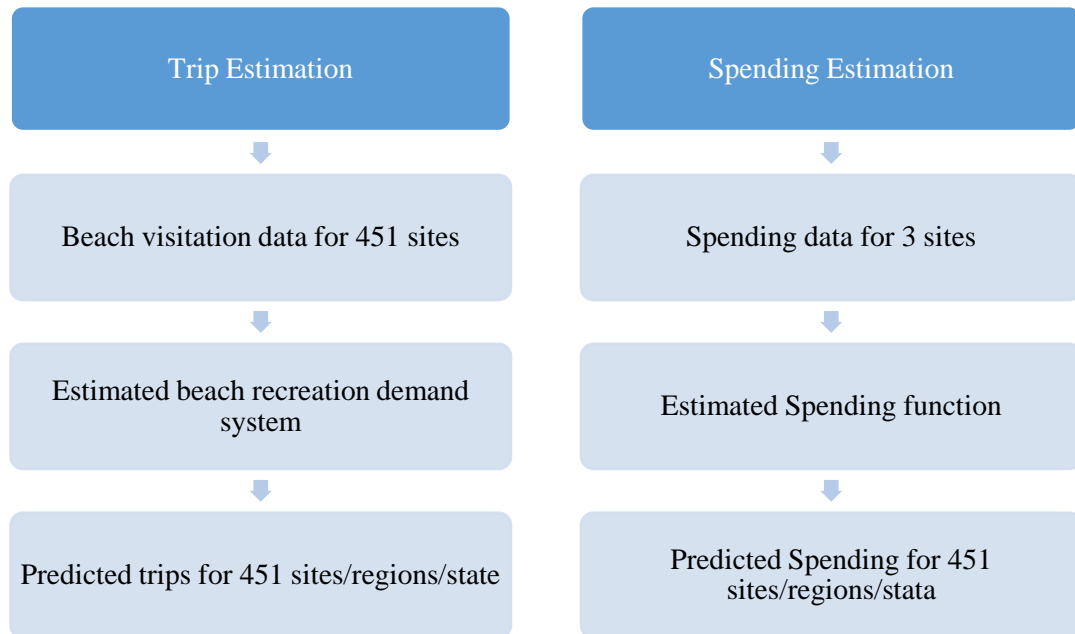 Trip Estimation
Beach visitation data for 451 sites
Estimated beach recreation demand
system
Predicted trips for 451 sites/regions/state
Spending Estimation
Spending data for 3 sites
Estimated Spending function
Predicted Spending for 451
sites/regions/stata